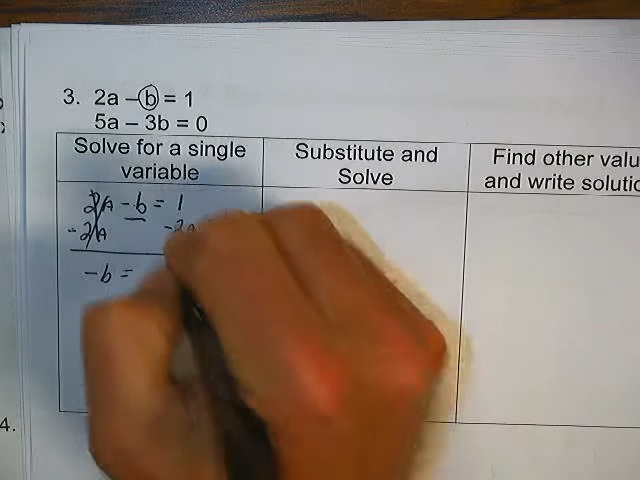 3. 2a – b = 1
5a – 3b = 0
Solve for a single variable
Substitute and Solve
Find other valu
and write solutio
2A - b = 1
- 2A -2A
-b =
4.